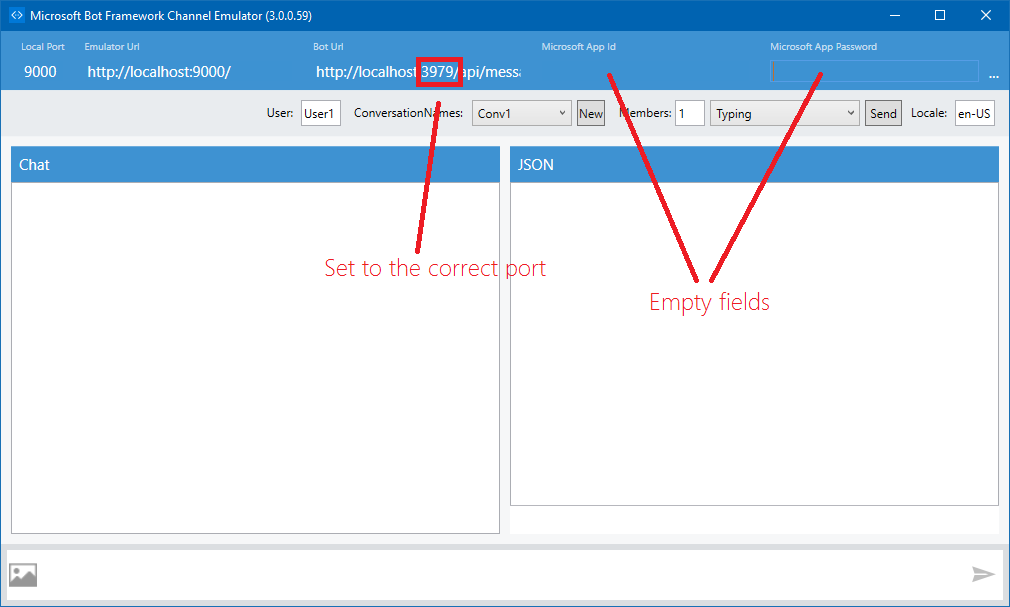 Microsoft Bot Framework Channel Emulator (3.0.0.59)
Local Port Emulator Url Bot Url Microsoft App Id Microsoft App Password
9000 http://localhost:9000/ http://localhost:3979/api/messa ...
User: User1 ConversationNames: Conv1 New Members: 1 Typing Send Locale: en-US
Chat JSON
Set to the correct port
Empty fields